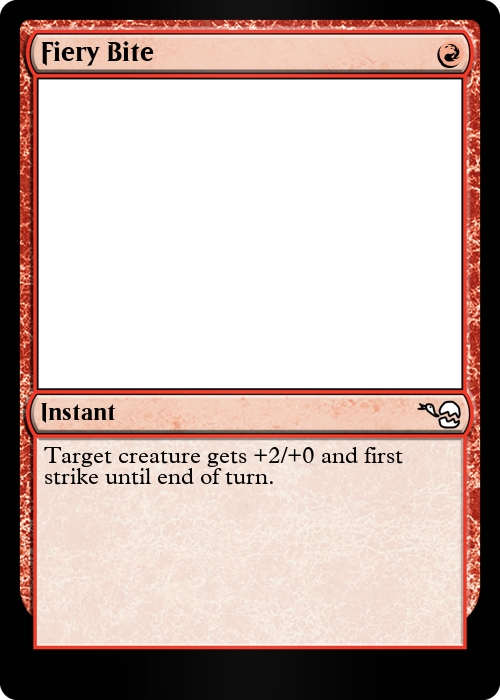 Fiery Bite
Instant
Target creature gets +2/+0 and first
strike until end of turn.